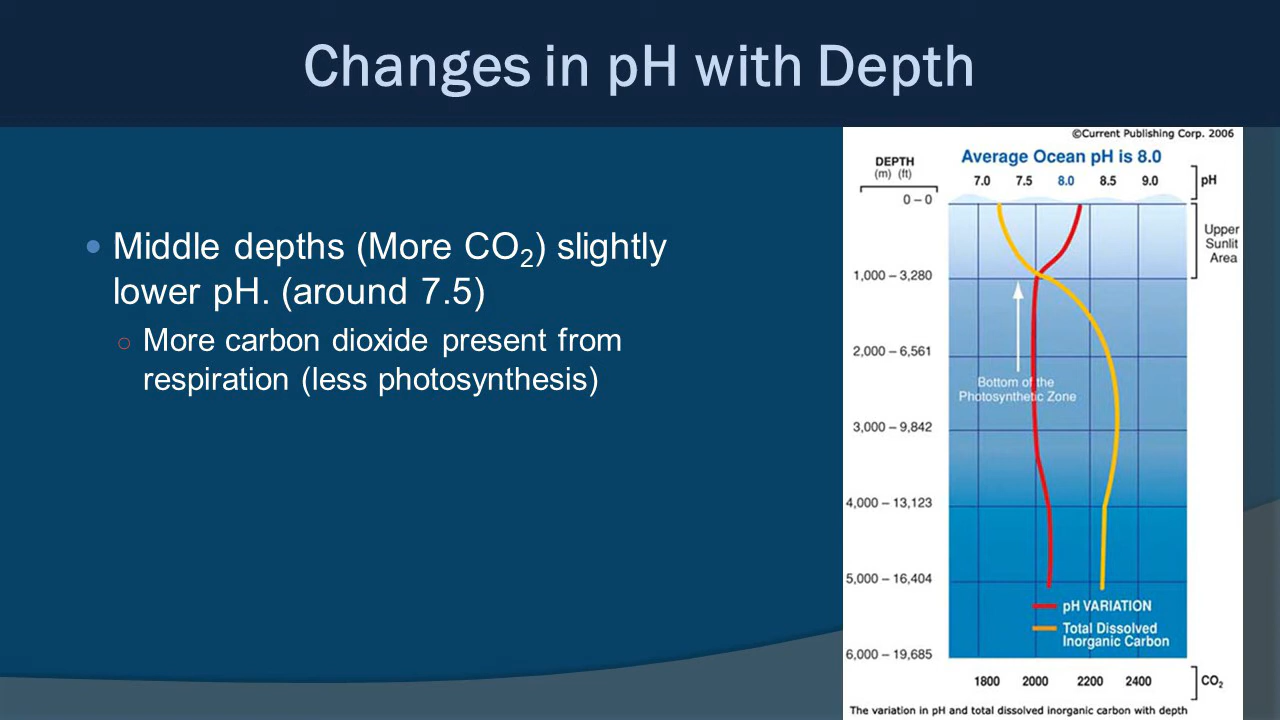 Changes in pH with Depth
Middle depths (More CO₂) slightly
lower pH. (around 7.5)
More carbon dioxide present from
respiration (less photosynthesis)
©Current Publishing Corp. 2006
Average Ocean pH is 8.0
DEPTH
(m) (ft)
7.0 7.5 8.0 8.5 9.0 pH
0 – 0
Upper
Sunlit
Area
1,000 – 3,280
2,000 – 6,561
Bottom of the
Photosynthetic Zone
3,000 – 9,842
4,000 – 13,123
5,000 – 16,404
pH VARIATION
Total Dissolved
Inorganic Carbon
6,000 – 19,685
1800 2000 2200 2400 CO₂
The variation in pH and total dissolved inorganic carbon with depth